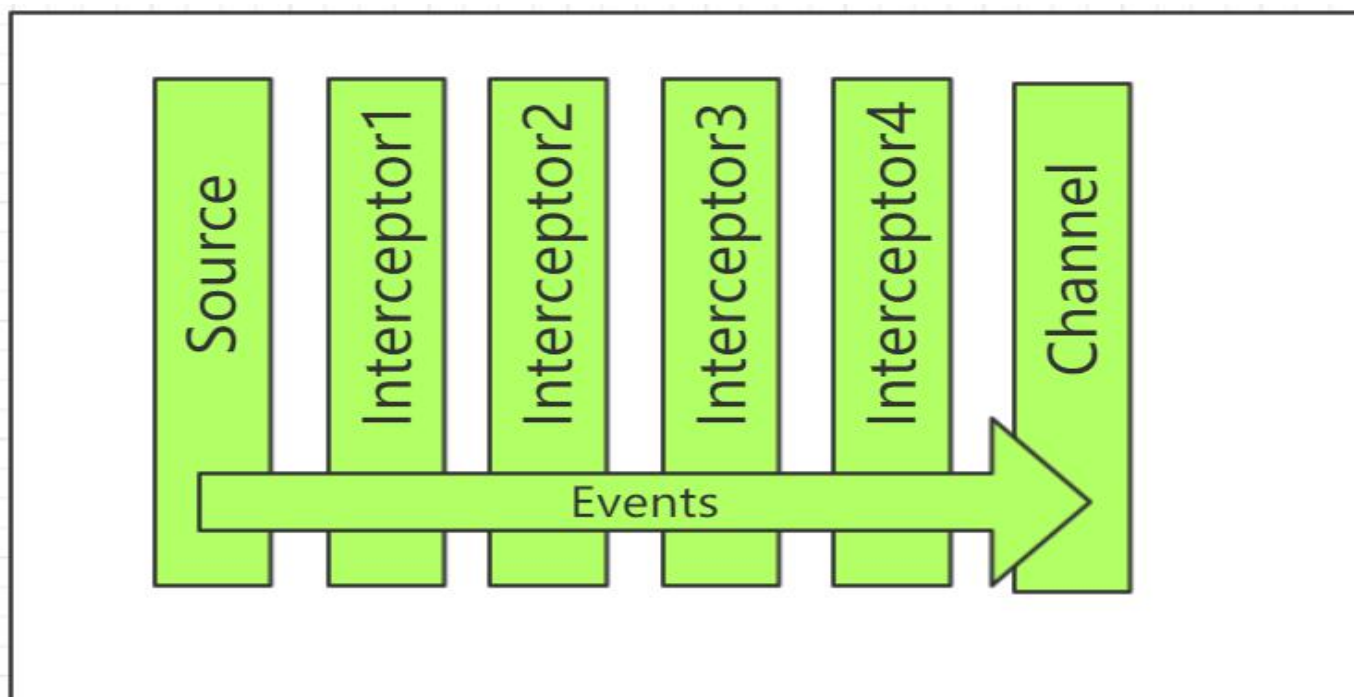 Source
Interceptor1
Interceptor2
Interceptor3
Interceptor4
Channel
Events